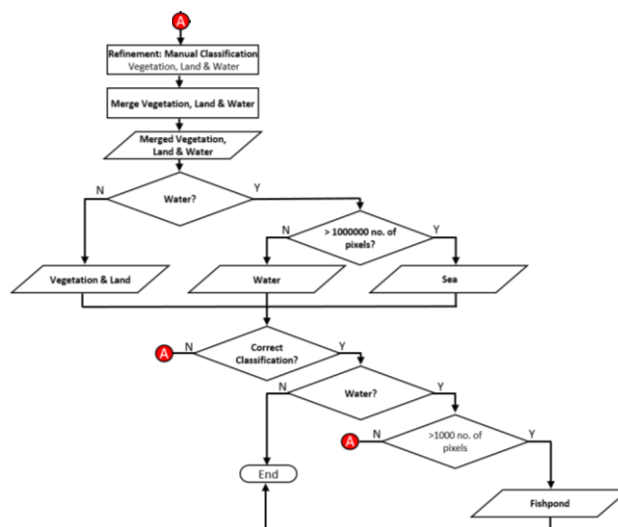 A
Refinement: Manual Classification
Vegetation, Land & Water
Merge Vegetation, Land & Water
Merged Vegetation,
Land & Water
N
Water?
Y
N
> 1000000 no. of
pixels?
Y
Vegetation & Land
Water
Sea
A
N
Correct
Classification?
Y
N
Water?
Y
A
N
>1000 no. of
pixels
Y
End
Fishpond